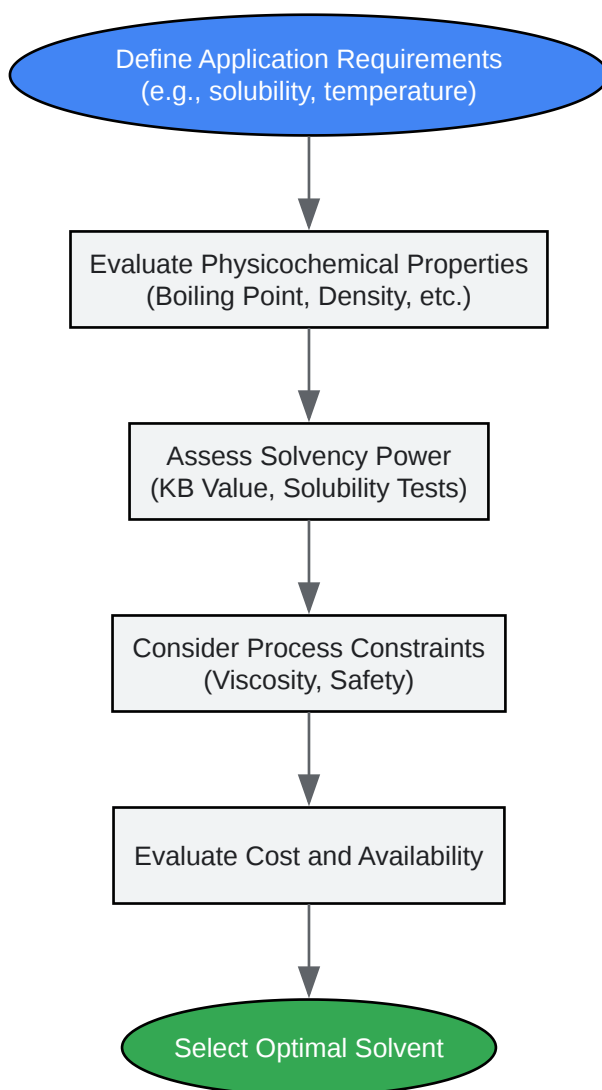 Define Application Requirements
(e.g., solubility, temperature)
Evaluate Physicochemical Properties
(Boiling Point, Density, etc.)
Assess Solvency Power
(KB Value, Solubility Tests)
Consider Process Constraints
(Viscosity, Safety)
Evaluate Cost and Availability
Select Optimal Solvent